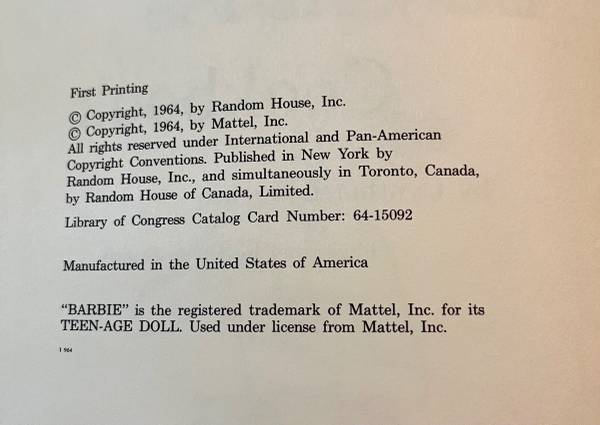 First Printing
© Copyright, 1964, by Random House, Inc.
© Copyright, 1964, by Mattel, Inc.
All rights reserved under International and Pan-American
Copyright Conventions. Published in New York by
Random House, Inc., and simultaneously in Toronto, Canada,
by Random House of Canada, Limited.
Library of Congress Catalog Card Number: 64-15092
Manufactured in the United States of America
“BARBIE” is the registered trademark of Mattel, Inc. for its
TEEN-AGE DOLL. Used under license from Mattel, Inc.